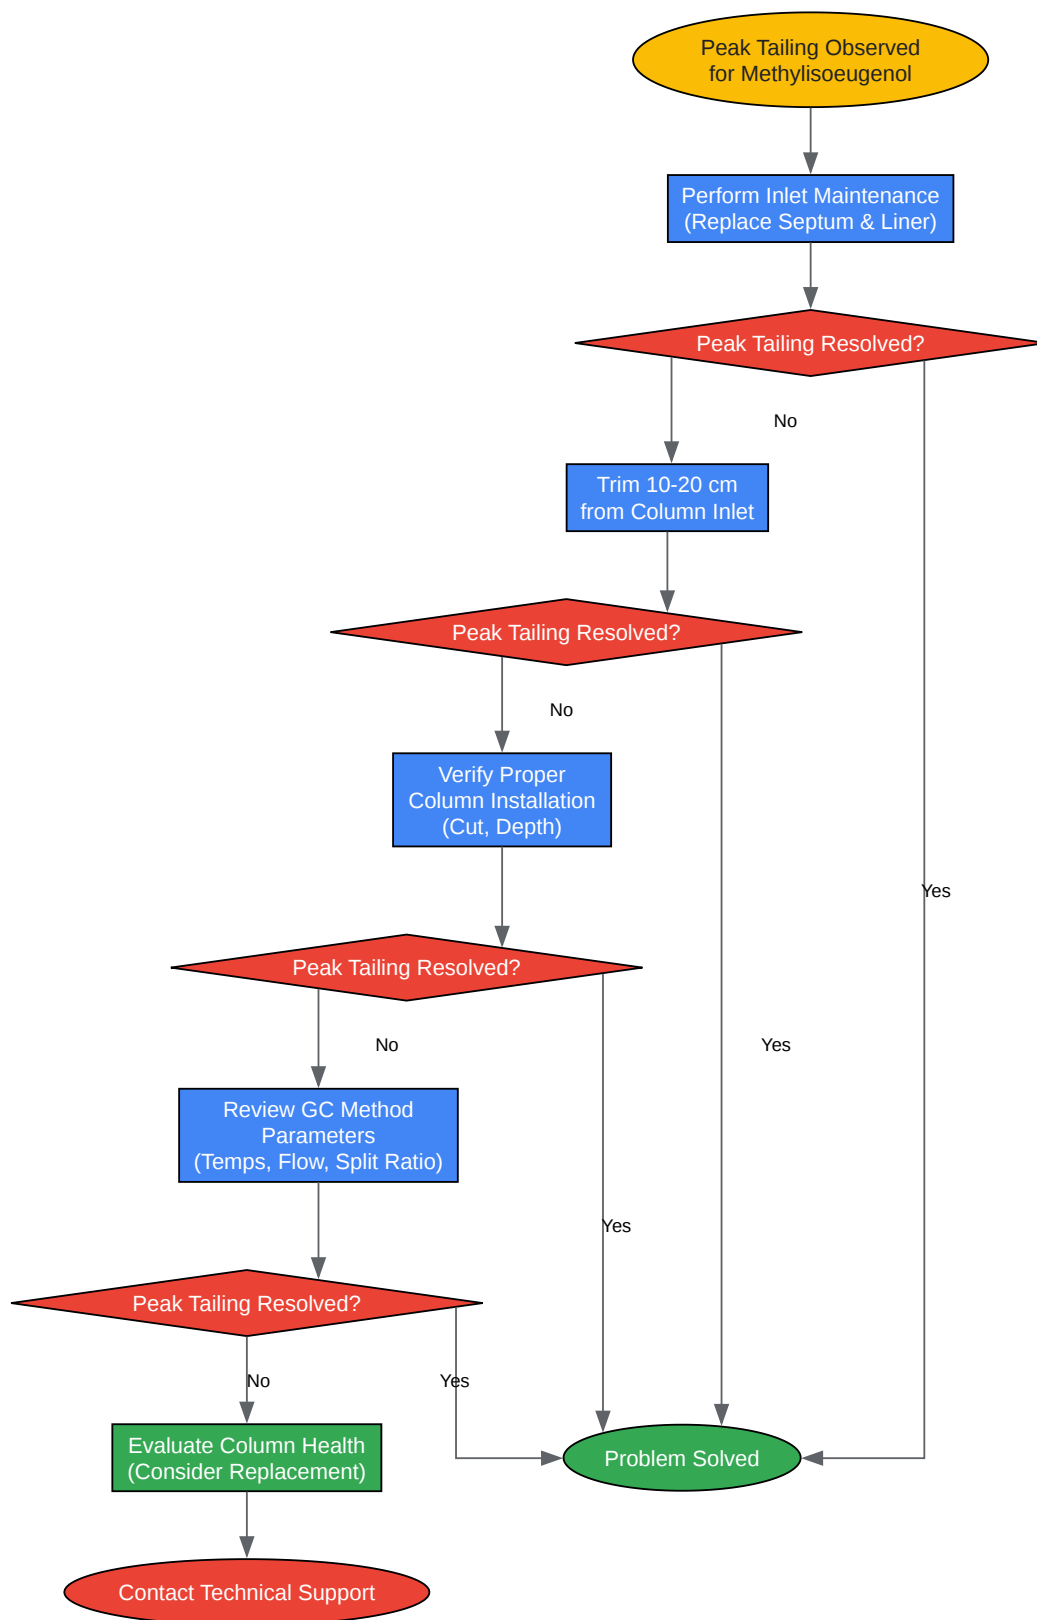 Peak Tailing Observed
for Methylisoeugenol
Perform Inlet Maintenance
(Replace Septum & Liner)
Peak Tailing Resolved?
No
Trim 10-20 cm
from Column Inlet
Peak Tailing Resolved?
No
Verify Proper
Column Installation
(Cut, Depth)
Yes
Peak Tailing Resolved?
No
Yes
Review GC Method
Parameters
(Temps, Flow, Split Ratio)
Yes
Peak Tailing Resolved?
No
Yes
Evaluate Column Health
(Consider Replacement)
Problem Solved
Contact Technical Support